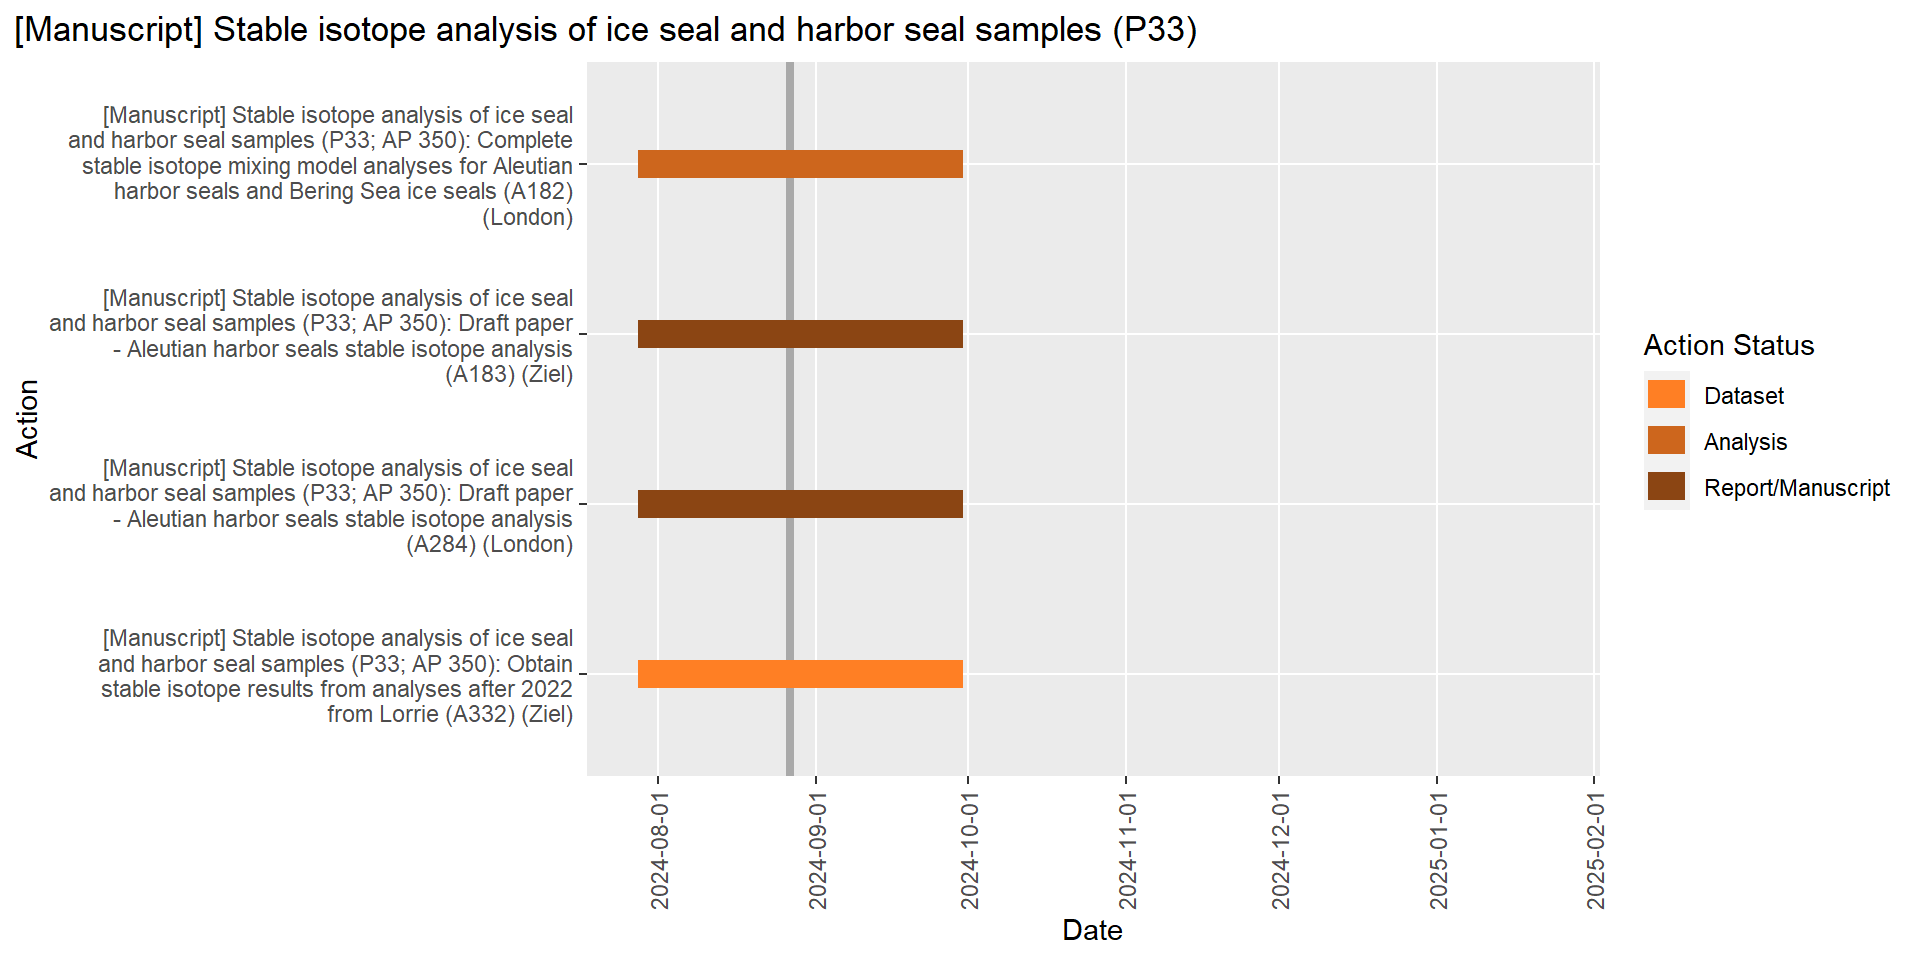 [Manuscript] Stable isotope analysis of ice seal and harbor seal samples (P33)
[Manuscript] Stable isotope analysis of ice seal
and harbor seal samples (P33; AP 350): Complete
stable isotope mixing model analyses for Aleutian
harbor seals and Bering Sea ice seals (A182)
(London)
[Manuscript] Stable isotope analysis of ice seal
and harbor seal samples (P33; AP 350): Draft paper
- Aleutian harbor seals stable isotope analysis
(A183) (Ziel)
[Manuscript] Stable isotope analysis of ice seal
and harbor seal samples (P33; AP 350): Draft paper
- Aleutian harbor seals stable isotope analysis
(A284) (London)
[Manuscript] Stable isotope analysis of ice seal
and harbor seal samples (P33; AP 350): Obtain
stable isotope results from analyses after 2022
from Lorrie (A332) (Ziel)
Action
2024-08-01
2024-09-01
2024-10-01
2024-11-01
2024-12-01
2025-01-01
2025-02-01
Date
Action Status
Dataset
Analysis
Report/Manuscript